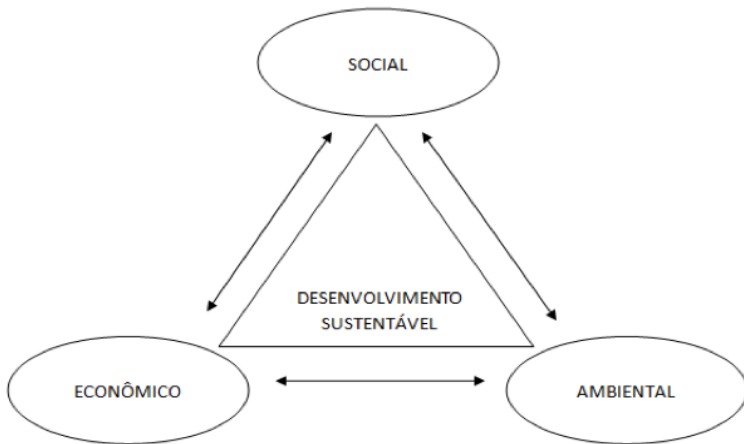 SOCIAL
DESENVOLVIMENTO
SUSTENTÁVEL
ECONÔMICO
AMBIENTAL